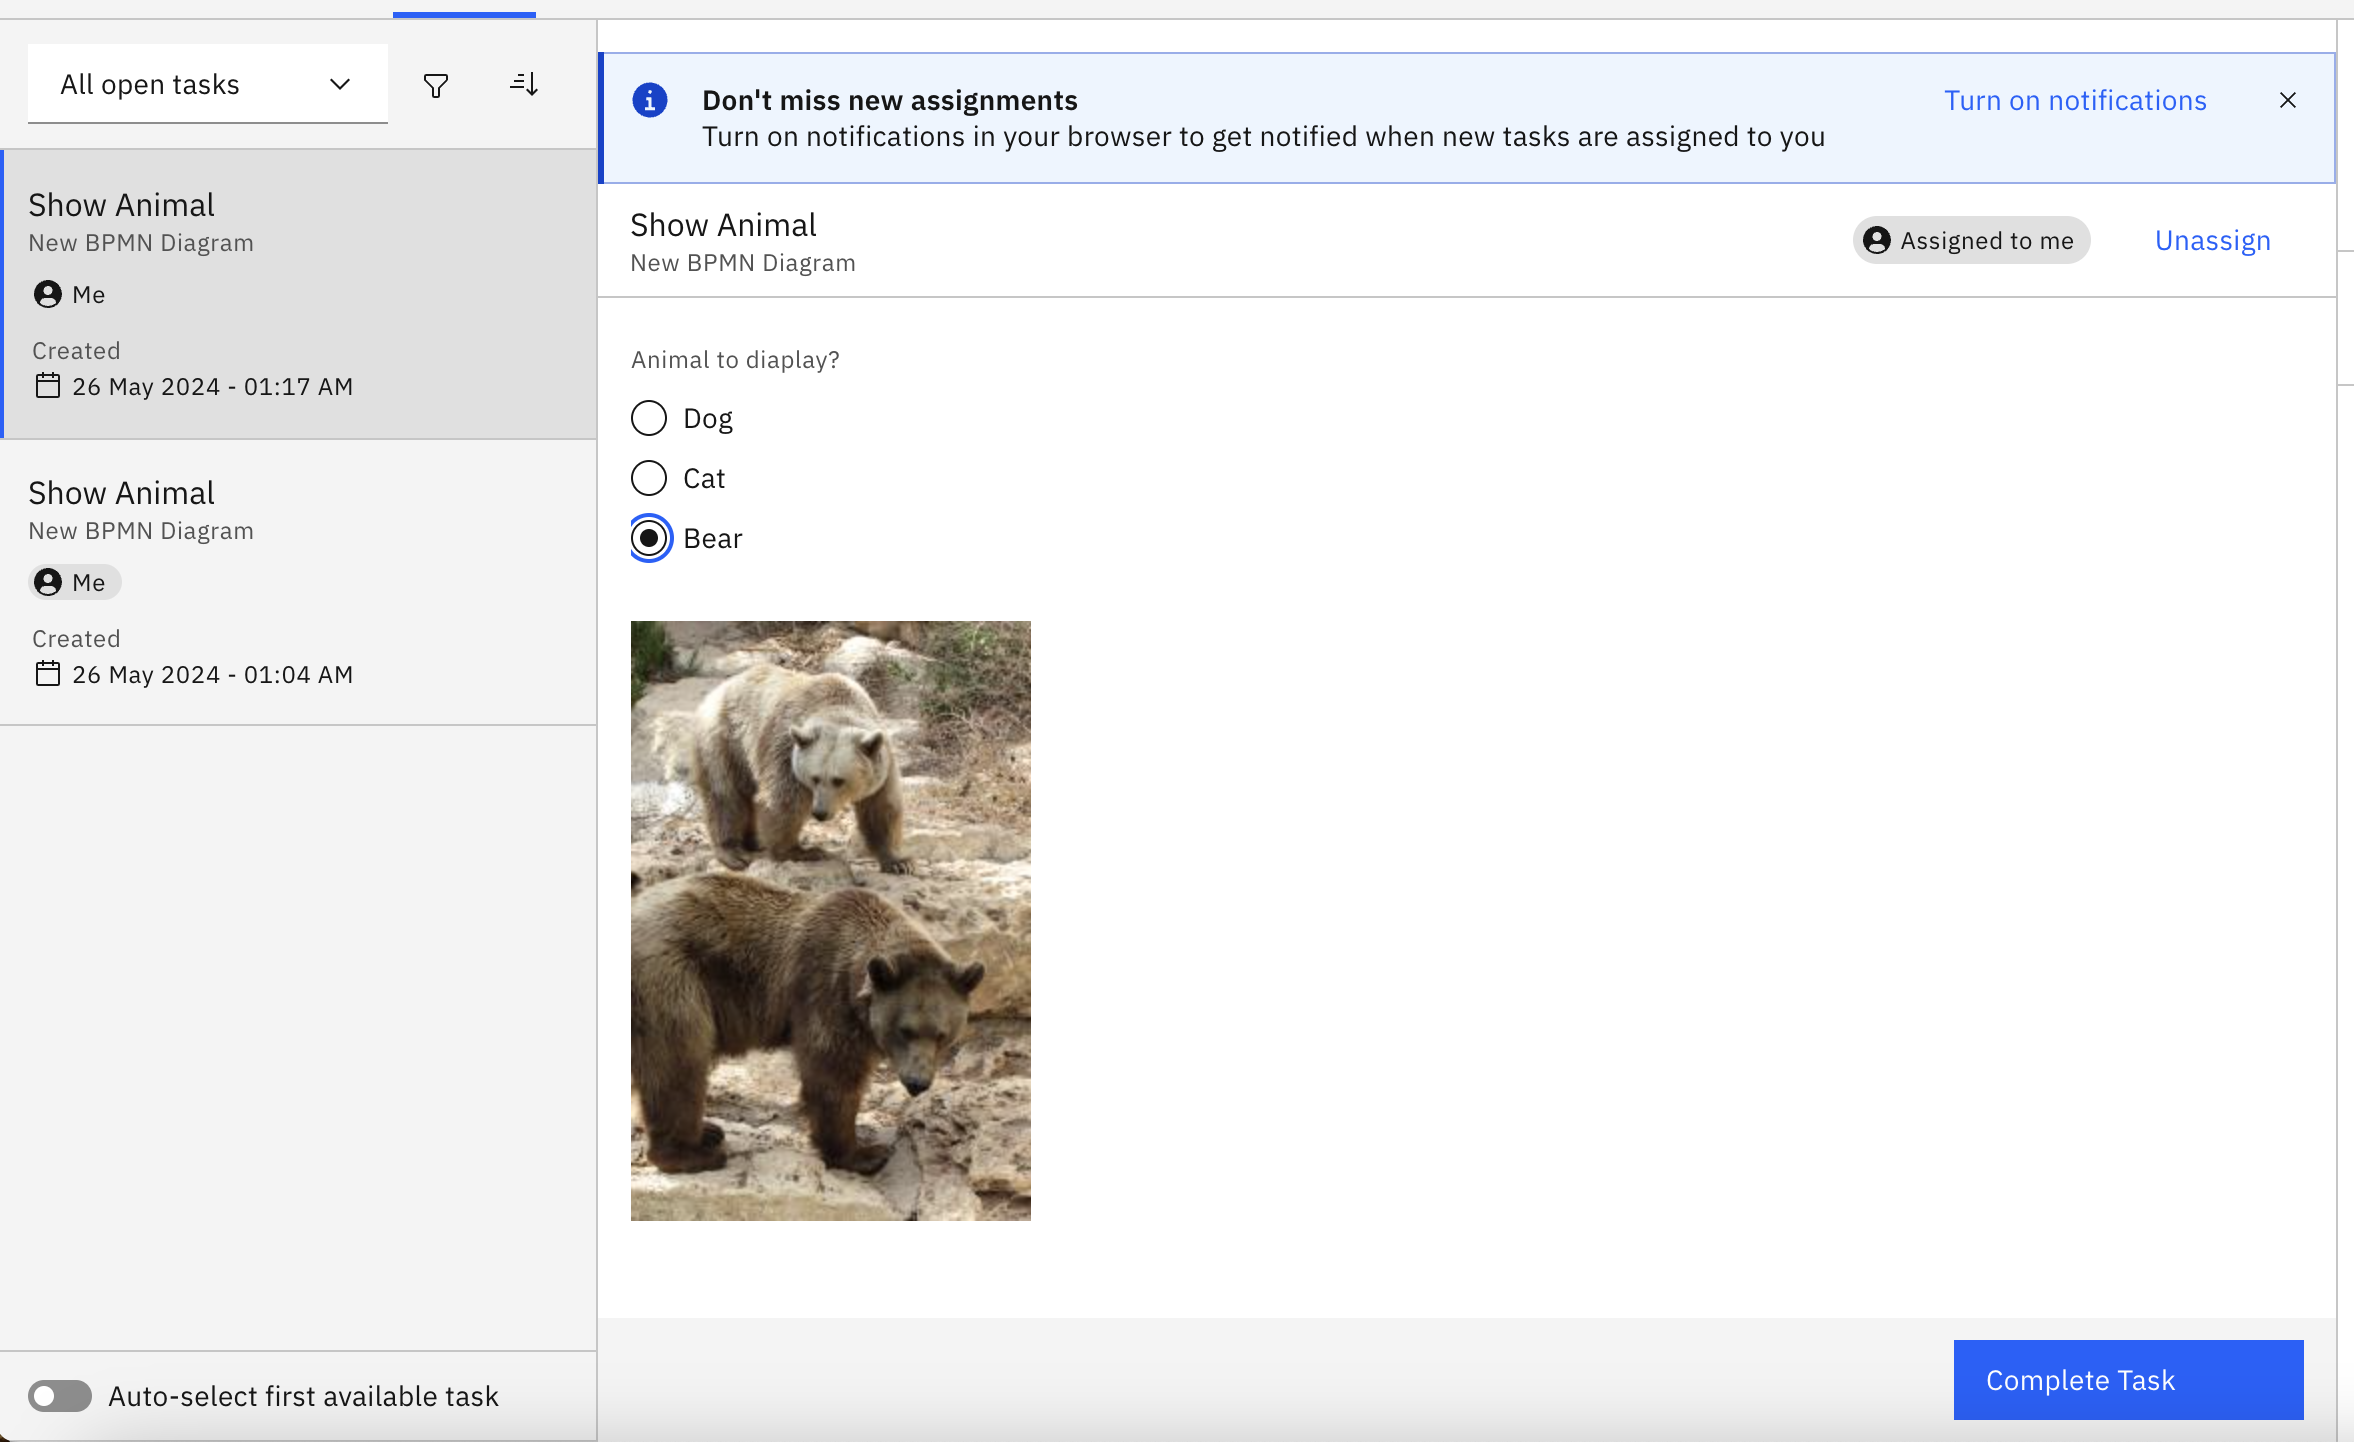 All open tasks
Show Animal
New BPMN Diagram
Me
Created
26 May 2024 - 01:17 AM
Show Animal
New BPMN Diagram
Me
Created
26 May 2024 - 01:04 AM
Auto-select first available task
Don't miss new assignments
Turn on notifications in your browser to get notified when new tasks are assigned to you
Turn on notifications
Show Animal
New BPMN Diagram
Assigned to me
Unassign
Animal to diaplay?
Dog
Cat
Bear
Complete Task